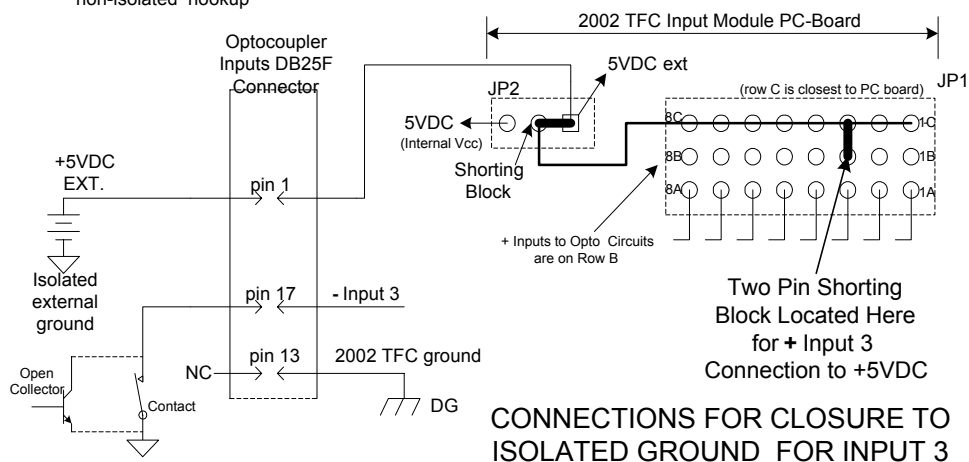 non-isolated hookup
2002 TFC Input Module PC-Board
Optocoupler
Inputs DB25F
Connector
5VDC ext
JP2
JP1
(row C is closest to PC board)
5VDC
(Internal Vcc)
8C
1C
8B
1B
8A
1A
Shorting
Block
+5VDC
EXT.
pin 1
+ Inputs to Opto Circuits
are on Row B
Isolated
external
ground
pin 17
- Input 3
Two Pin Shorting
Block Located Here
for + Input 3
Connection to +5VDC
pin 13
2002 TFC ground
NC
Open
Collector
Contact
DG
CONNECTIONS FOR CLOSURE TO
ISOLATED GROUND FOR INPUT 3